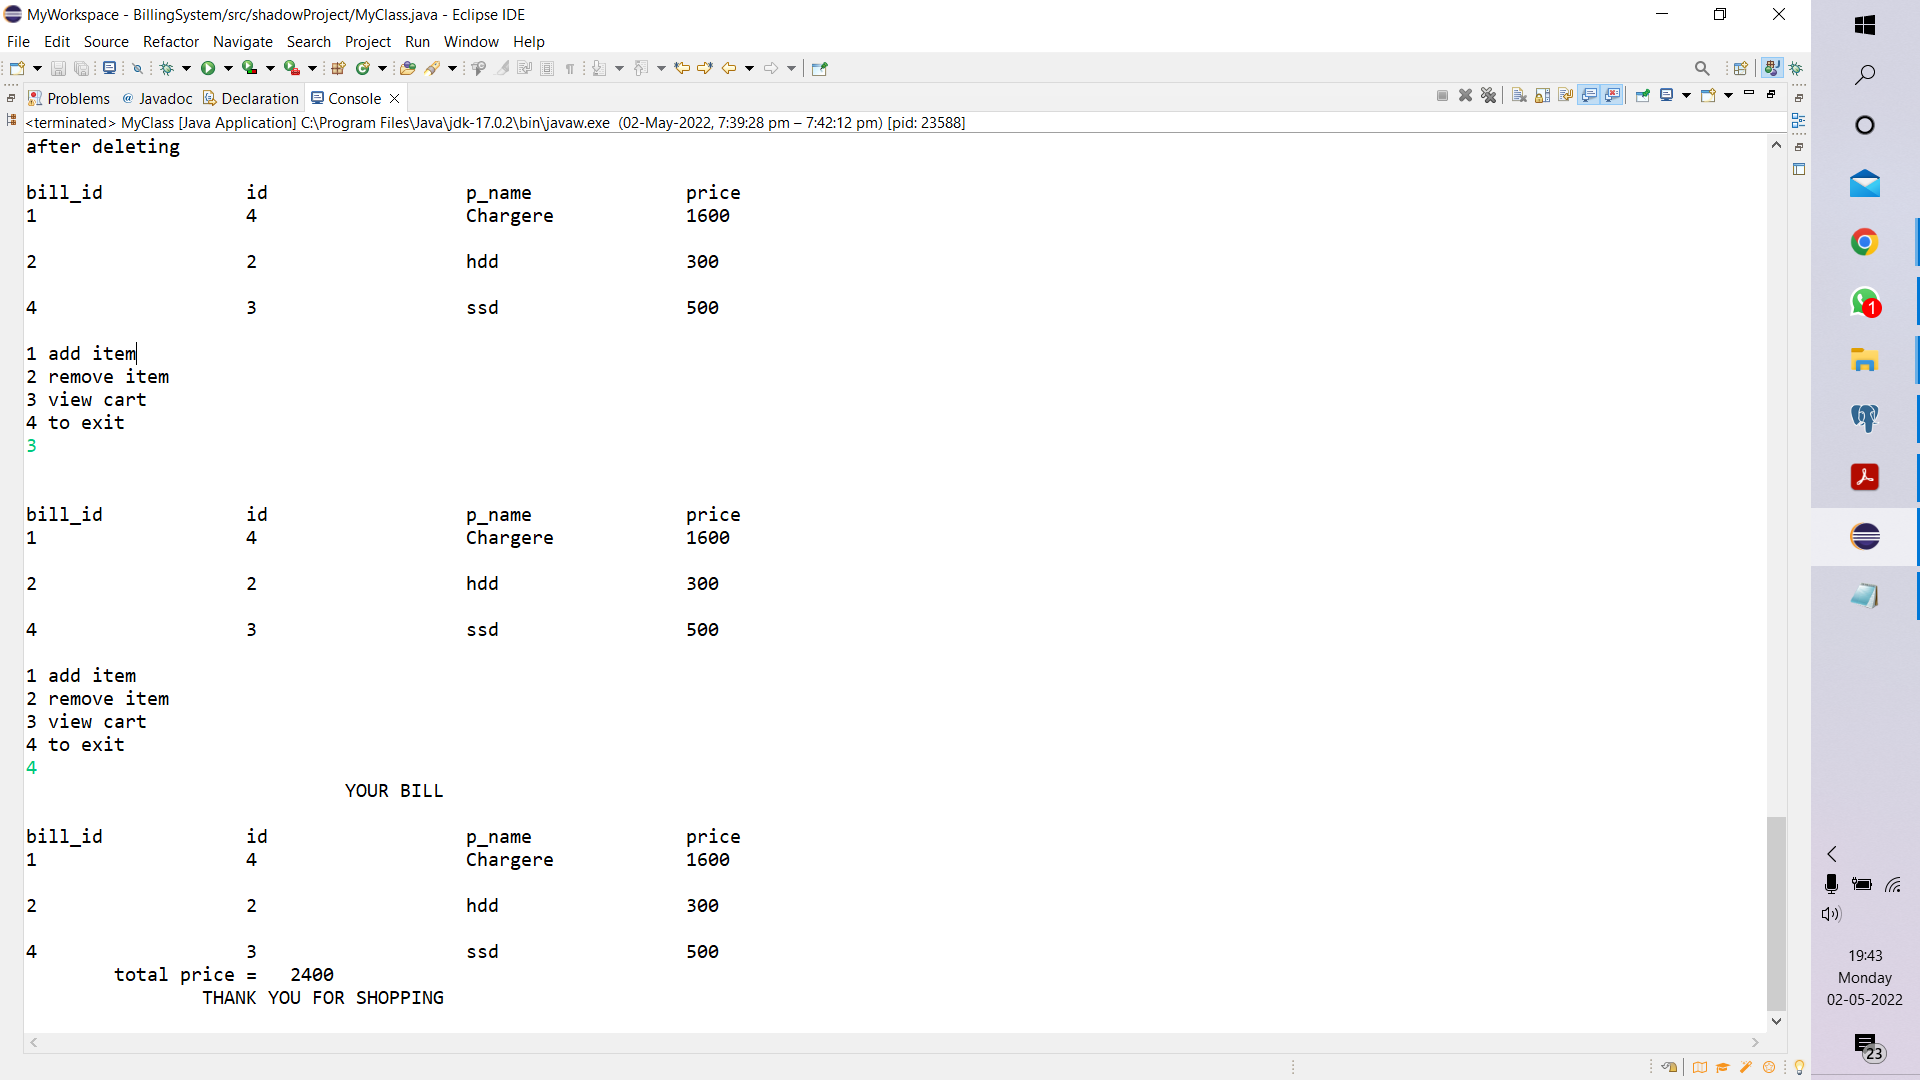 MyWorkspace - BillingSystem/src/shadowProject/MyClass.java - Eclipse IDE
File Edit Source Refactor Navigate Search Project Run Window Help
Problems @ Javadoc Declaration Console
<terminated> MyClass [Java Application] C:\Program Files\Java\jdk-17.0.2\bin\javaw.exe (02-May-2022, 7:39:28 pm – 7:42:12 pm) [pid: 23588]
after deleting
bill_id id p_name price
1 4 Chargere 1600
2 2 hdd 300
4 3 ssd 500
1 add item
2 remove item
3 view cart
4 to exit
3
bill_id id p_name price
1 4 Chargere 1600
2 2 hdd 300
4 3 ssd 500
1 add item
2 remove item
3 view cart
4 to exit
4
YOUR BILL
bill_id id p_name price
1 4 Chargere 1600
2 2 hdd 300
4 3 ssd 500
total price = 2400
THANK YOU FOR SHOPPING
1
19:43
Monday
02-05-2022
23